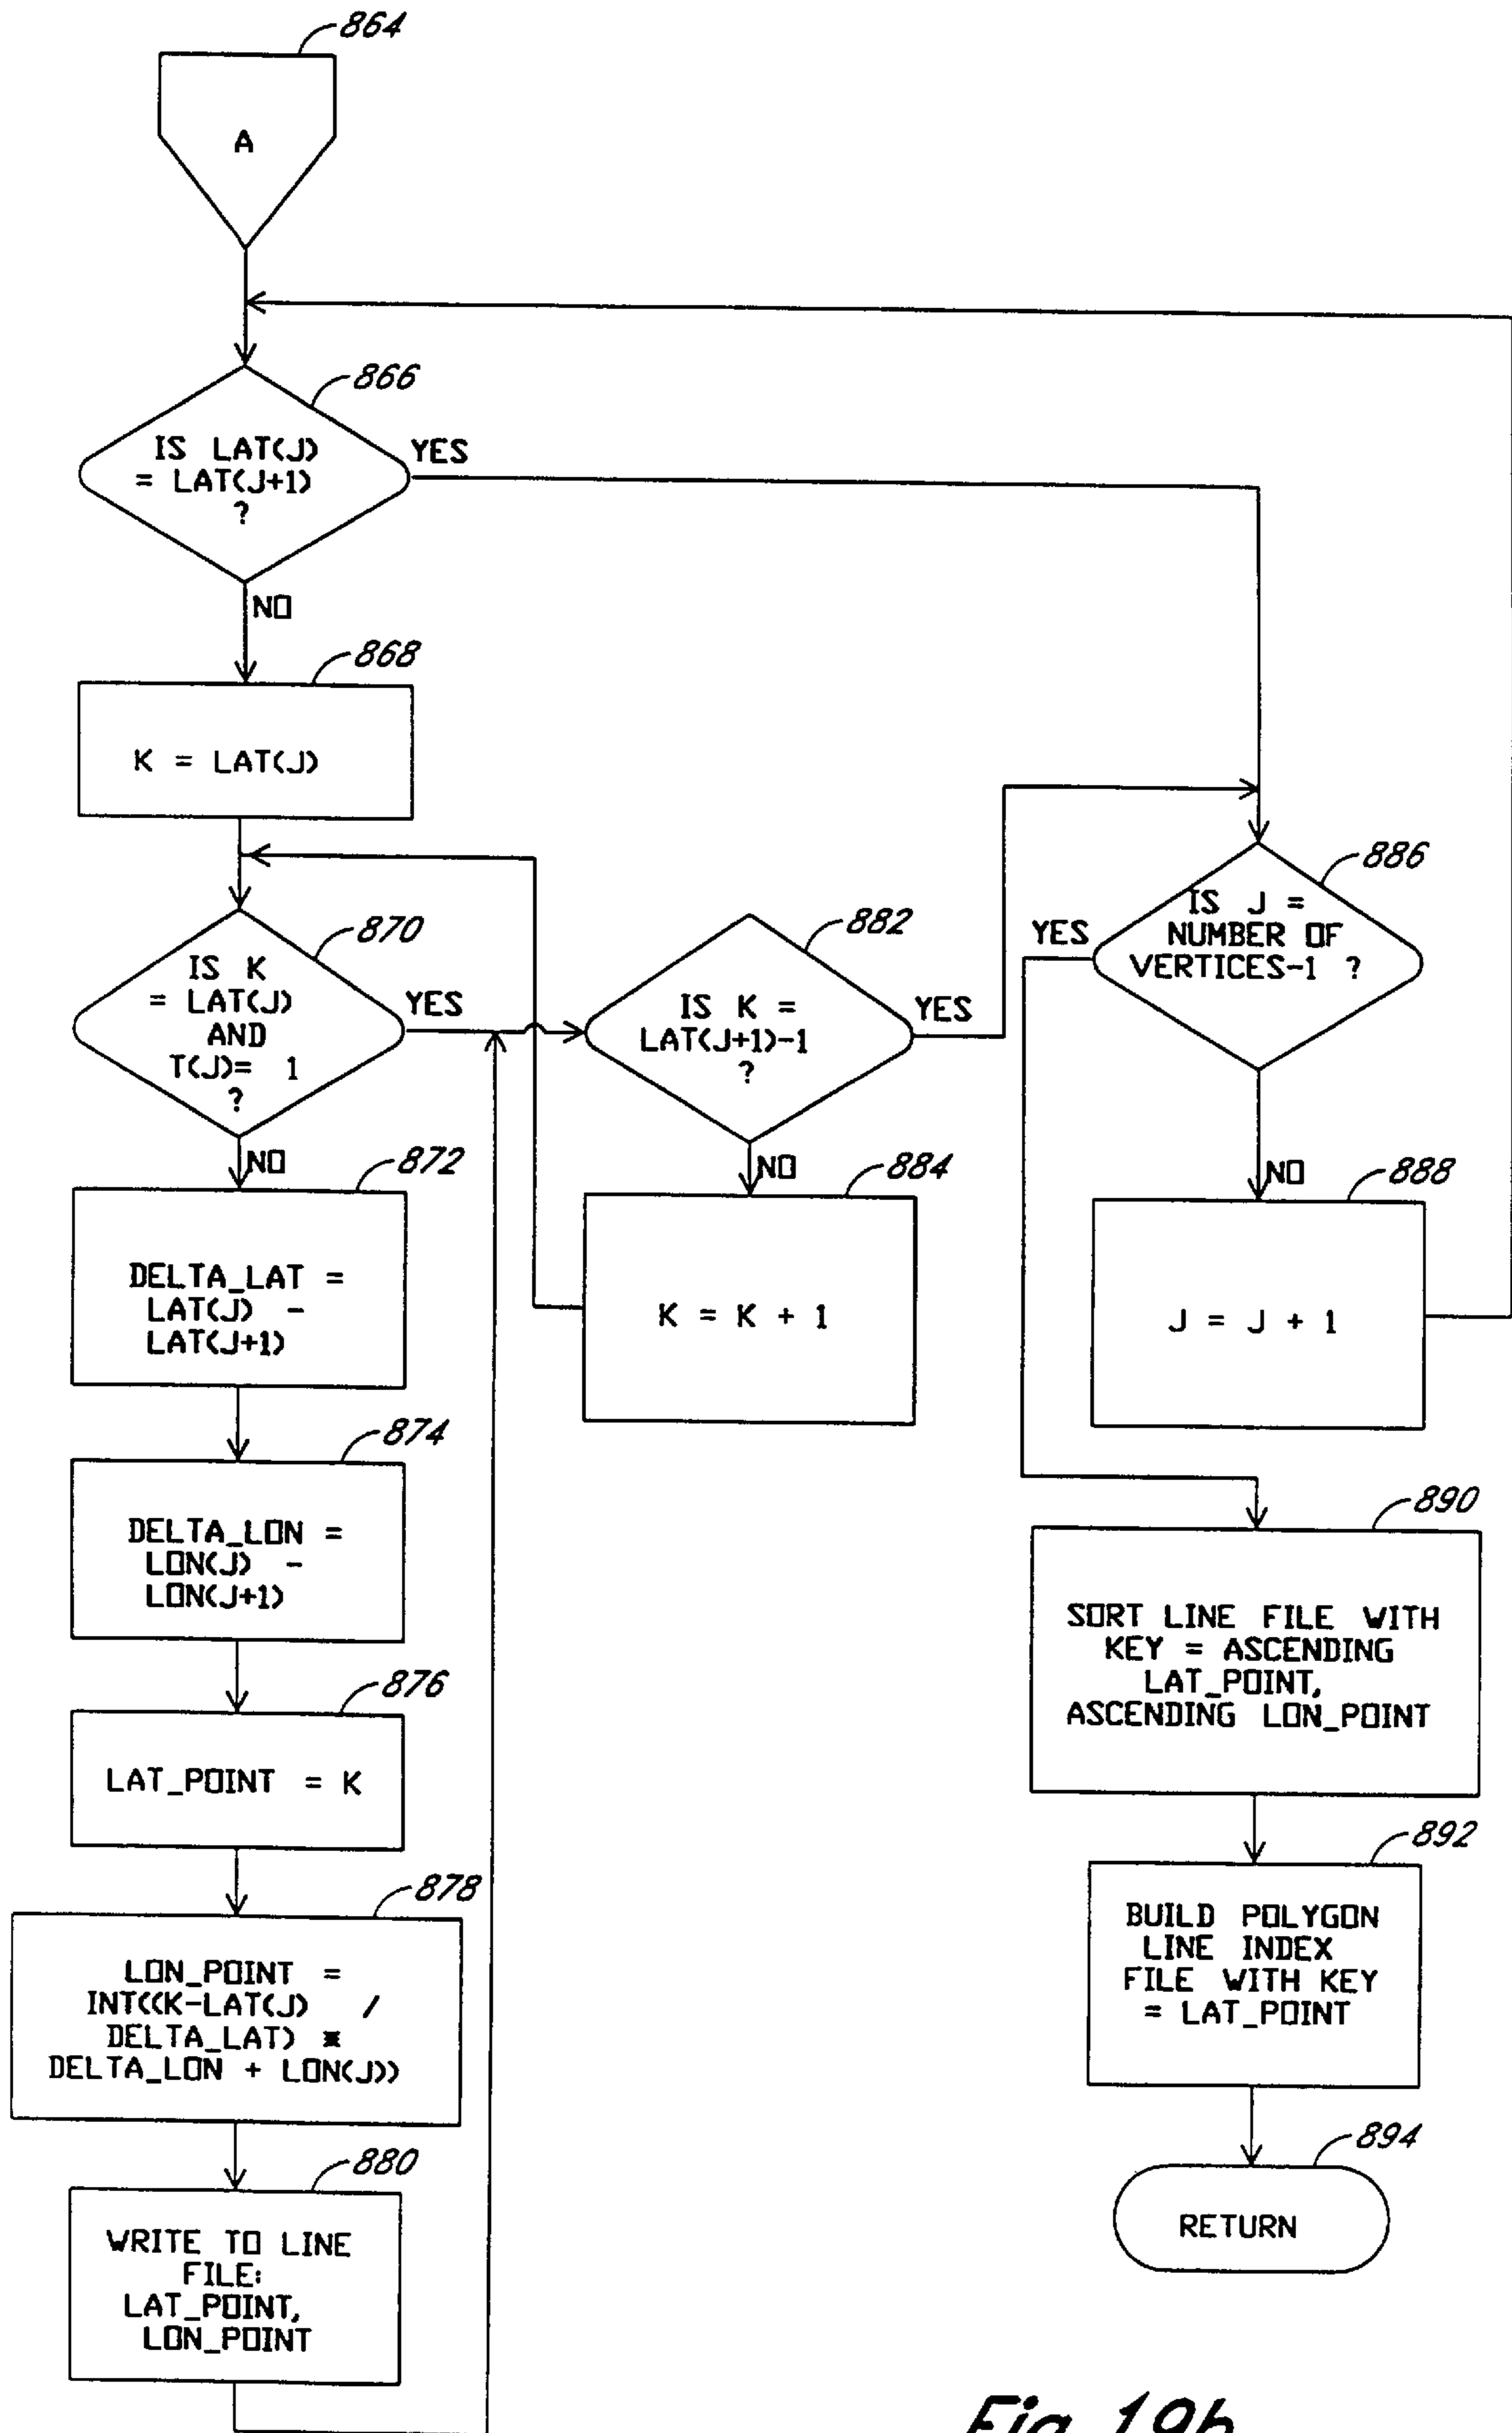 864
A
866
IS LAT(J)
= LAT(J+1)
?
YES
NO
868
K = LAT(J)
870
IS K
= LAT(J)
AND
T(J)= 1
?
YES
NO
882
IS K =
LAT(J+1)-1
?
YES
NO
884
K = K + 1
886
IS J =
NUMBER OF
VERTICES-1 ?
YES
NO
888
J = J + 1
872
DELTA_LAT =
LAT(J) -
LAT(J+1)
874
DELTA_LON =
LON(J) -
LON(J+1)
876
LAT_POINT = K
878
LON_POINT =
INT((K-LAT(J) /
DELTA_LAT) *
DELTA_LON + LON(J))
880
WRITE TO LINE
FILE:
LAT_POINT,
LON_POINT
890
SORT LINE FILE WITH
KEY = ASCENDING
LAT_POINT,
ASCENDING LON_POINT
892
BUILD POLYGON
LINE INDEX
FILE WITH KEY
= LAT_POINT
894
RETURN
Fig. 19b